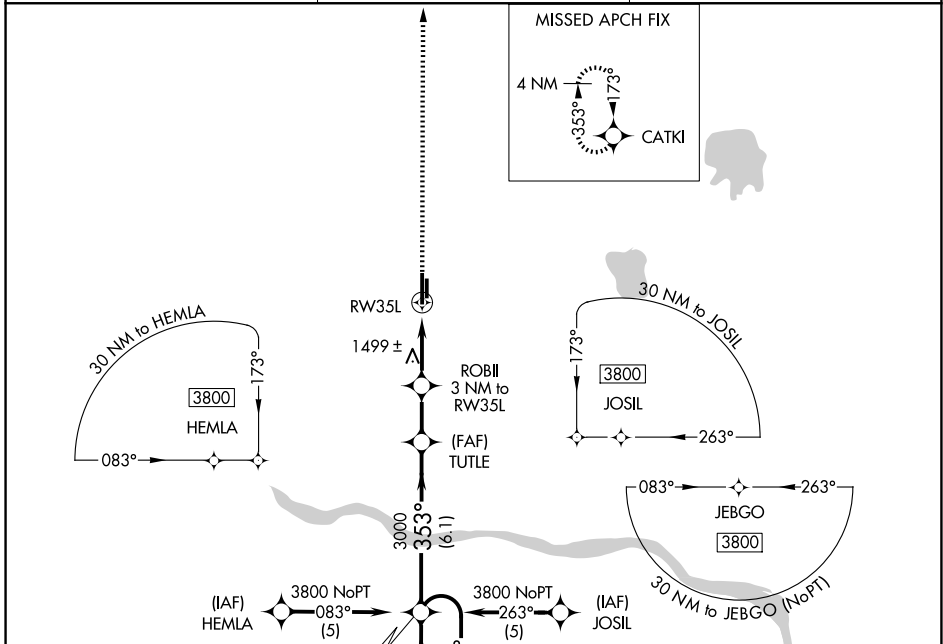 MISSED APCH FIX
4 NM
353°
173°
CATKI
RW35L
1499 ±
ROBII
3 NM to
RW35L
(FAF)
TUTLE
30 NM to HEMLA
173°
3800
HEMLA
083°
30 NM to JOSIL
173°
3800
JOSIL
263°
083°
263°
JEBGO
3800
30 NM to JEBGO (NoPT)
3000
353°
(6.1)
(IAF)
HEMLA
3800 NoPT
083°
(5)
3800 NoPT
263°
(5)
(IAF)
JOSIL